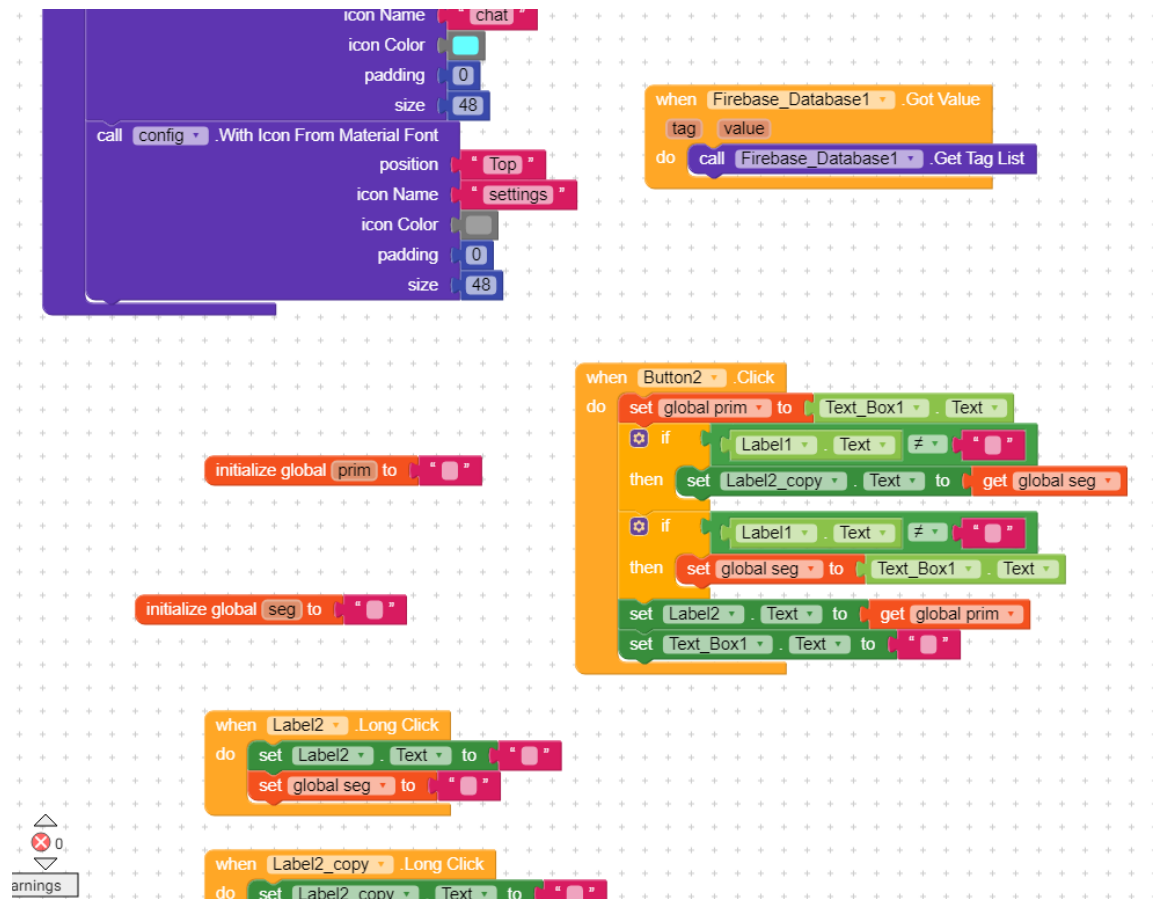 icon Name " chat "
icon Color
padding 0
size 48
call config .With Icon From Material Font
position " Top "
icon Name " settings "
icon Color
padding 0
size 48
when Firebase_Database1 .Got Value
tag value
do call Firebase_Database1 .Get Tag List
when Button2 .Click
do set global prim to Text_Box1 . Text
if Label1 . Text ≠ " "
then set Label2_copy . Text to get global seg
if Label1 . Text ≠ " "
then set global seg to Text_Box1 . Text
set Label2 . Text to get global prim
set Text_Box1 . Text to " "
initialize global prim to " "
initialize global seg to " "
when Label2 .Long Click
do set Label2 . Text to " "
set global seg to " "
when Label2_copy .Long Click
do set Label2_copy . Text to " "
0
arnings